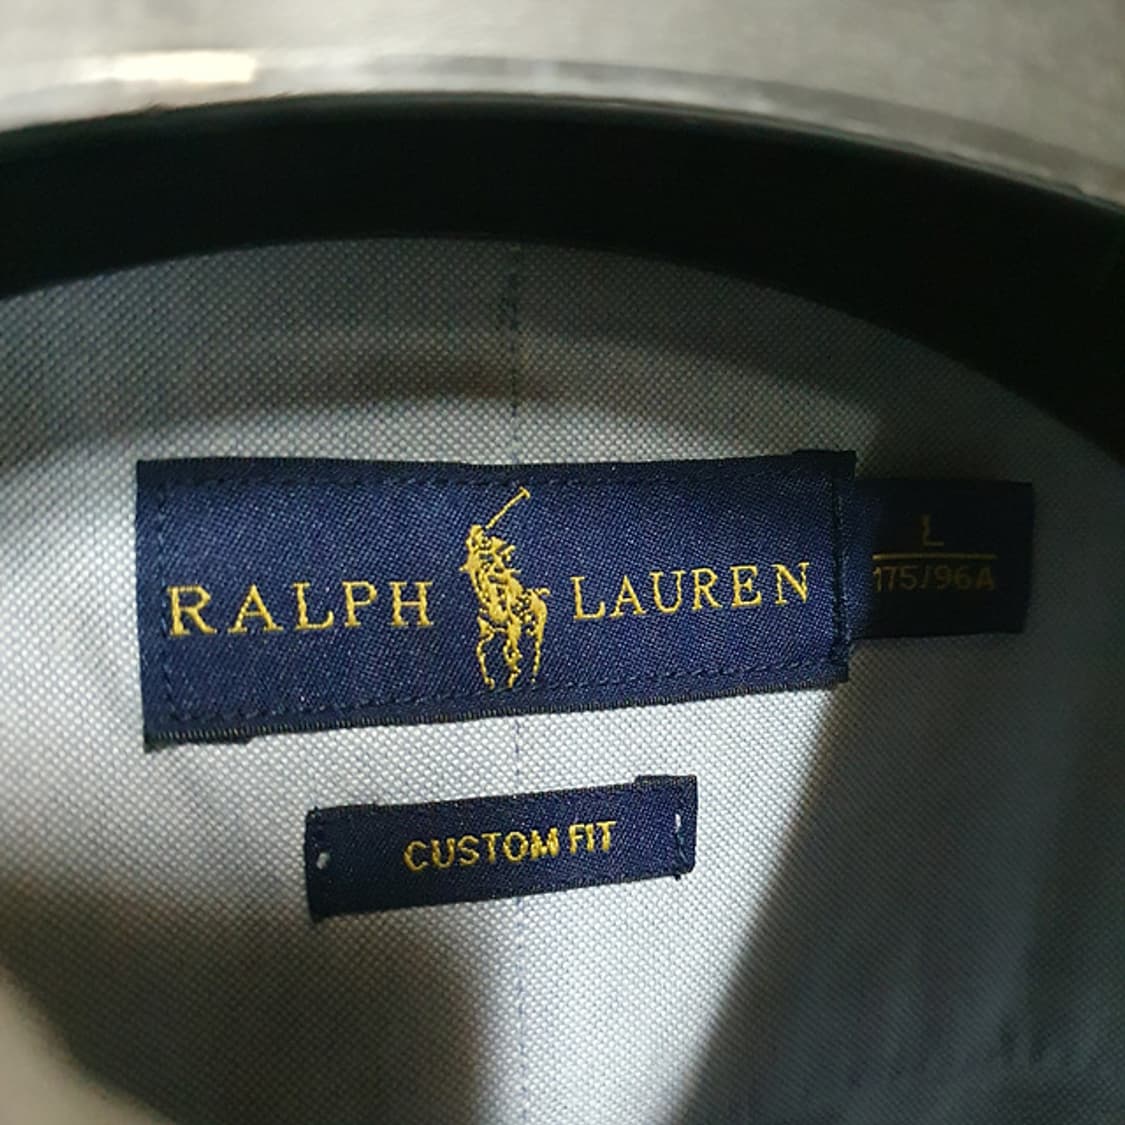 RALPH LAUREN
L
175/96A
CUSTOM FIT